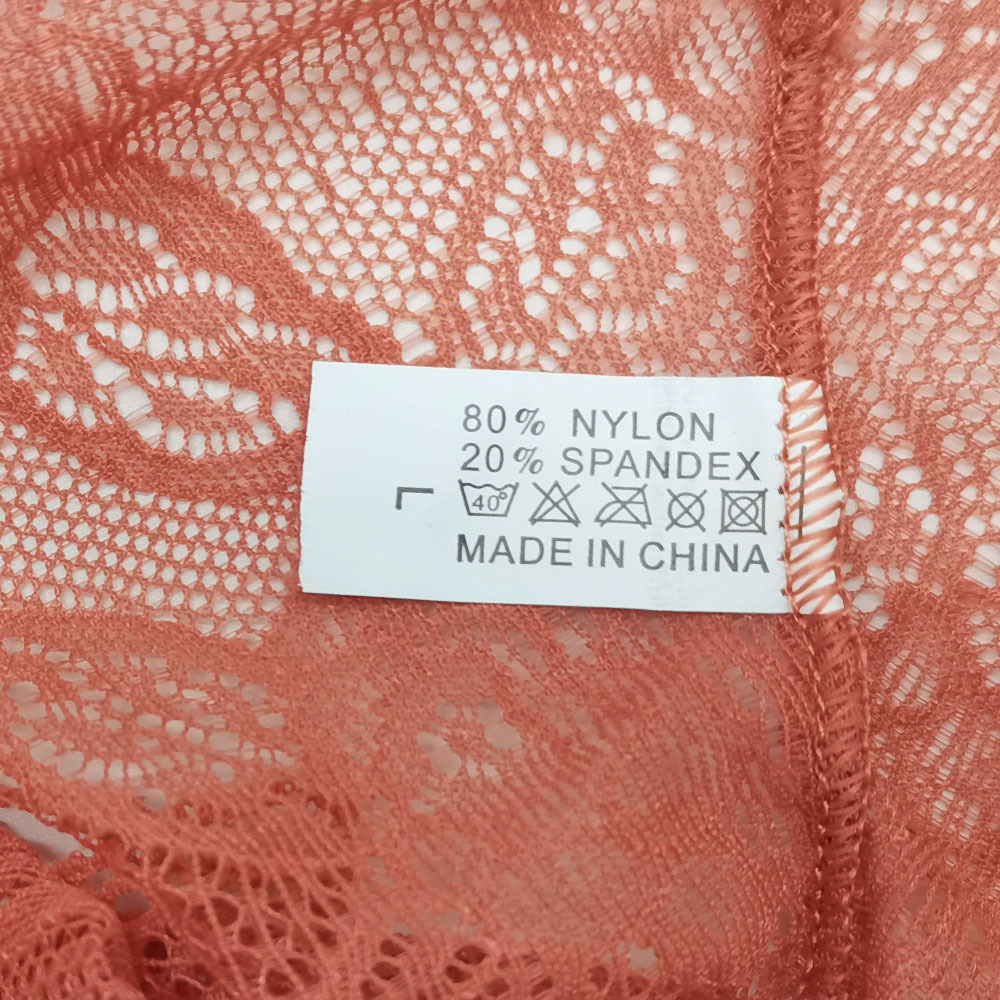 80% NYLON
20% SPANDEX
L
40°
MADE IN CHINA